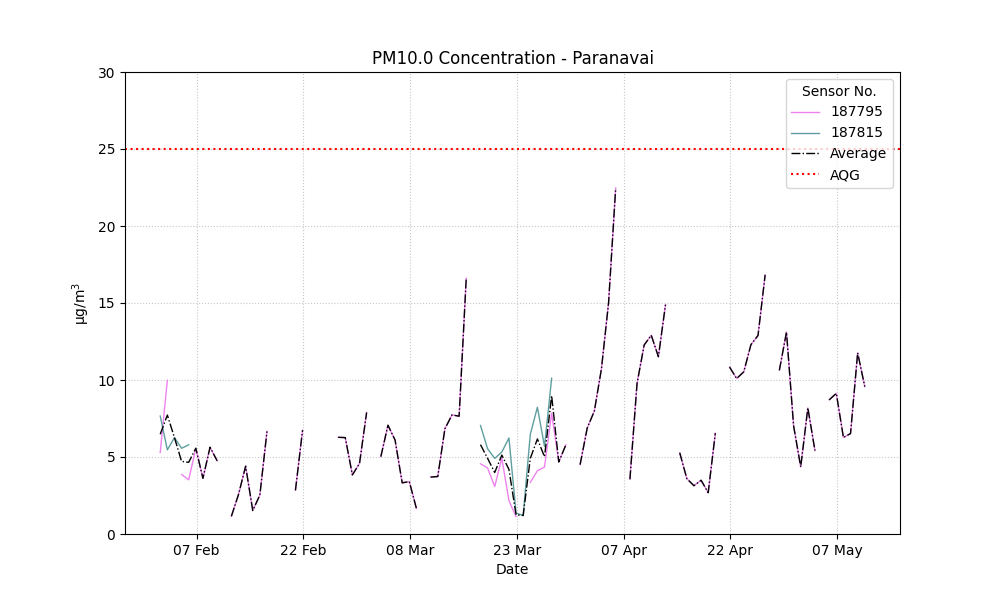 PM10.0 Concentration - Paranavai
Sensor No.
187795
187815
Average
AQG
30
25
20
15
10
5
0
µg/m³
07 Feb
22 Feb
08 Mar
23 Mar
07 Apr
22 Apr
07 May
Date